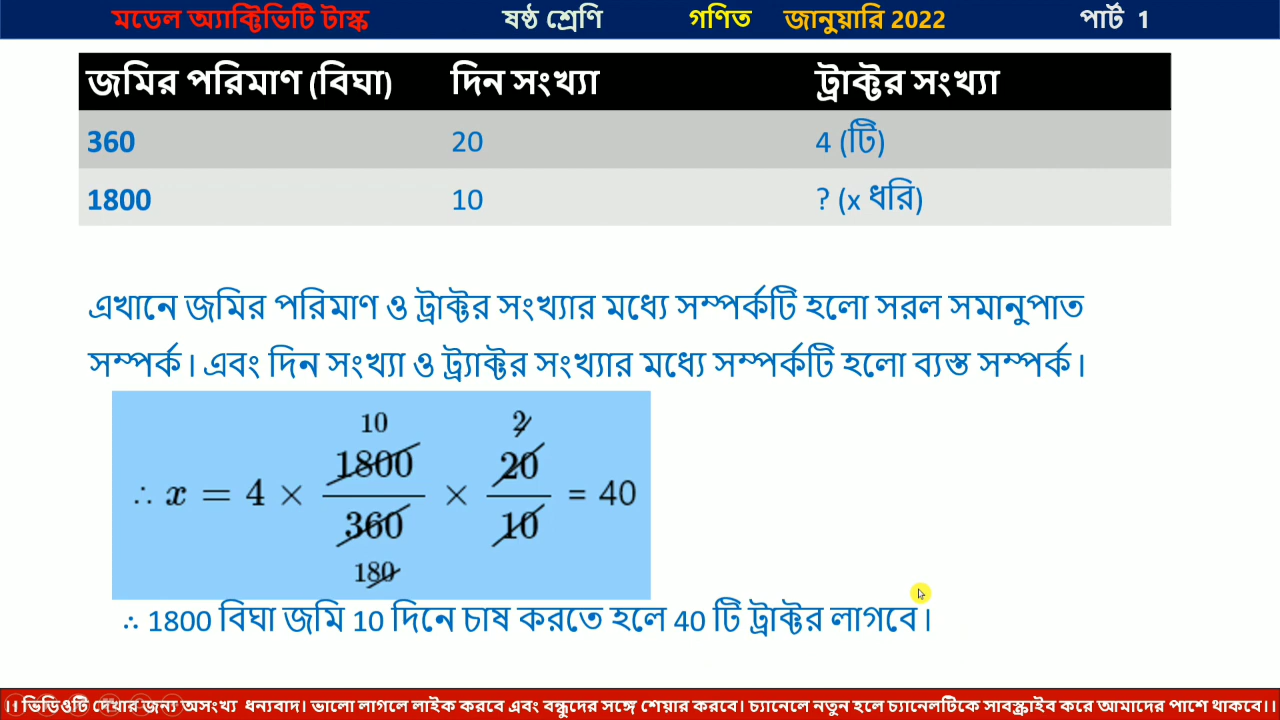 মডেল অ্যাক্টিভিটি টাস্ক ষষ্ঠ শ্রেণি গণিত জানুয়ারি 2022 পার্ট 1
জমির পরিমাণ (বিঘা) দিন সংখ্যা ট্রাক্টর সংখ্যা
360 20 4 (টি)
1800 10 ? (x ধরি)
এখানে জমির পরিমাণ ও ট্রাক্টর সংখ্যার মধ্যে সম্পর্কটি হলো সরল সমানুপাত
সম্পর্ক। এবং দিন সংখ্যা ও ট্র্যাক্টর সংখ্যার মধ্যে সম্পর্কটি হলো ব্যস্ত সম্পর্ক।
10 2
1800 20
∴ x = 4 × × = 40
360 10
180
∴ 1800 বিঘা জমি 10 দিনে চাষ করতে হলে 40 টি ট্রাক্টর লাগবে।
।। ভিডিওটি দেখার জন্য অসংখ্য ধন্যবাদ। ভালো লাগলে লাইক করবে এবং বন্ধুদের সঙ্গে শেয়ার করবে। চ্যানেলে নতুন হলে চ্যানেলটিকে সাবস্ক্রাইব করে আমাদের পাশে থাকবে।।